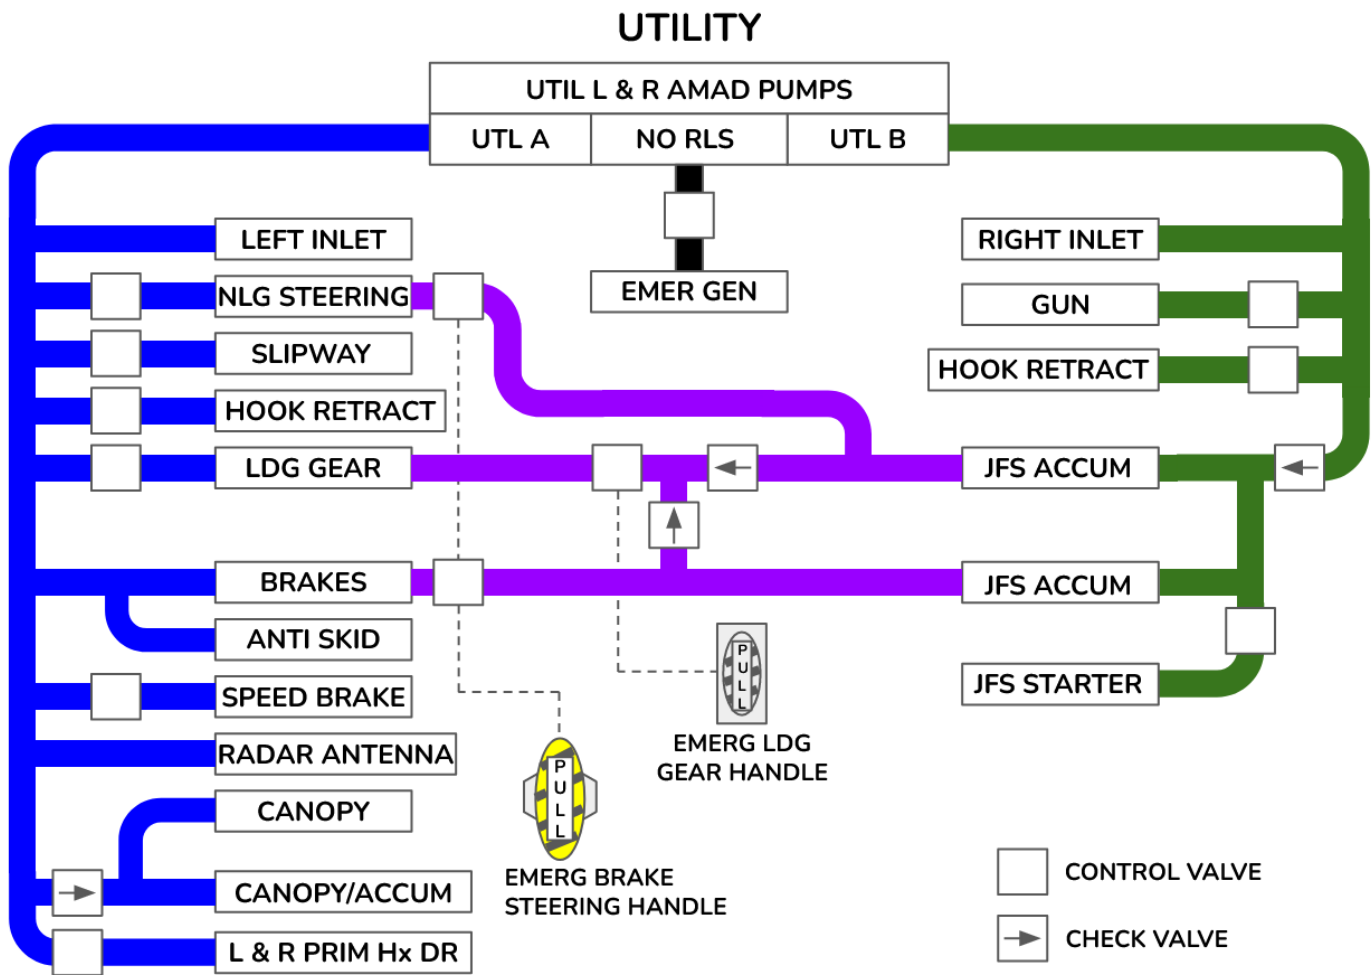 UTILITY
UTIL L & R AMAD PUMPS
UTL A
NO RLS
UTL B
EMER GEN
LEFT INLET
NLG STEERING
SLIPWAY
HOOK RETRACT
LDG GEAR
BRAKES
ANTI SKID
SPEED BRAKE
RADAR ANTENNA
CANOPY
CANOPY/ACCUM
L & R PRIM Hx DR
RIGHT INLET
GUN
HOOK RETRACT
JFS ACCUM
JFS ACCUM
JFS STARTER
PULL
EMERG LDG
GEAR HANDLE
PULL
EMERG BRAKE
STEERING HANDLE
CONTROL VALVE
CHECK VALVE